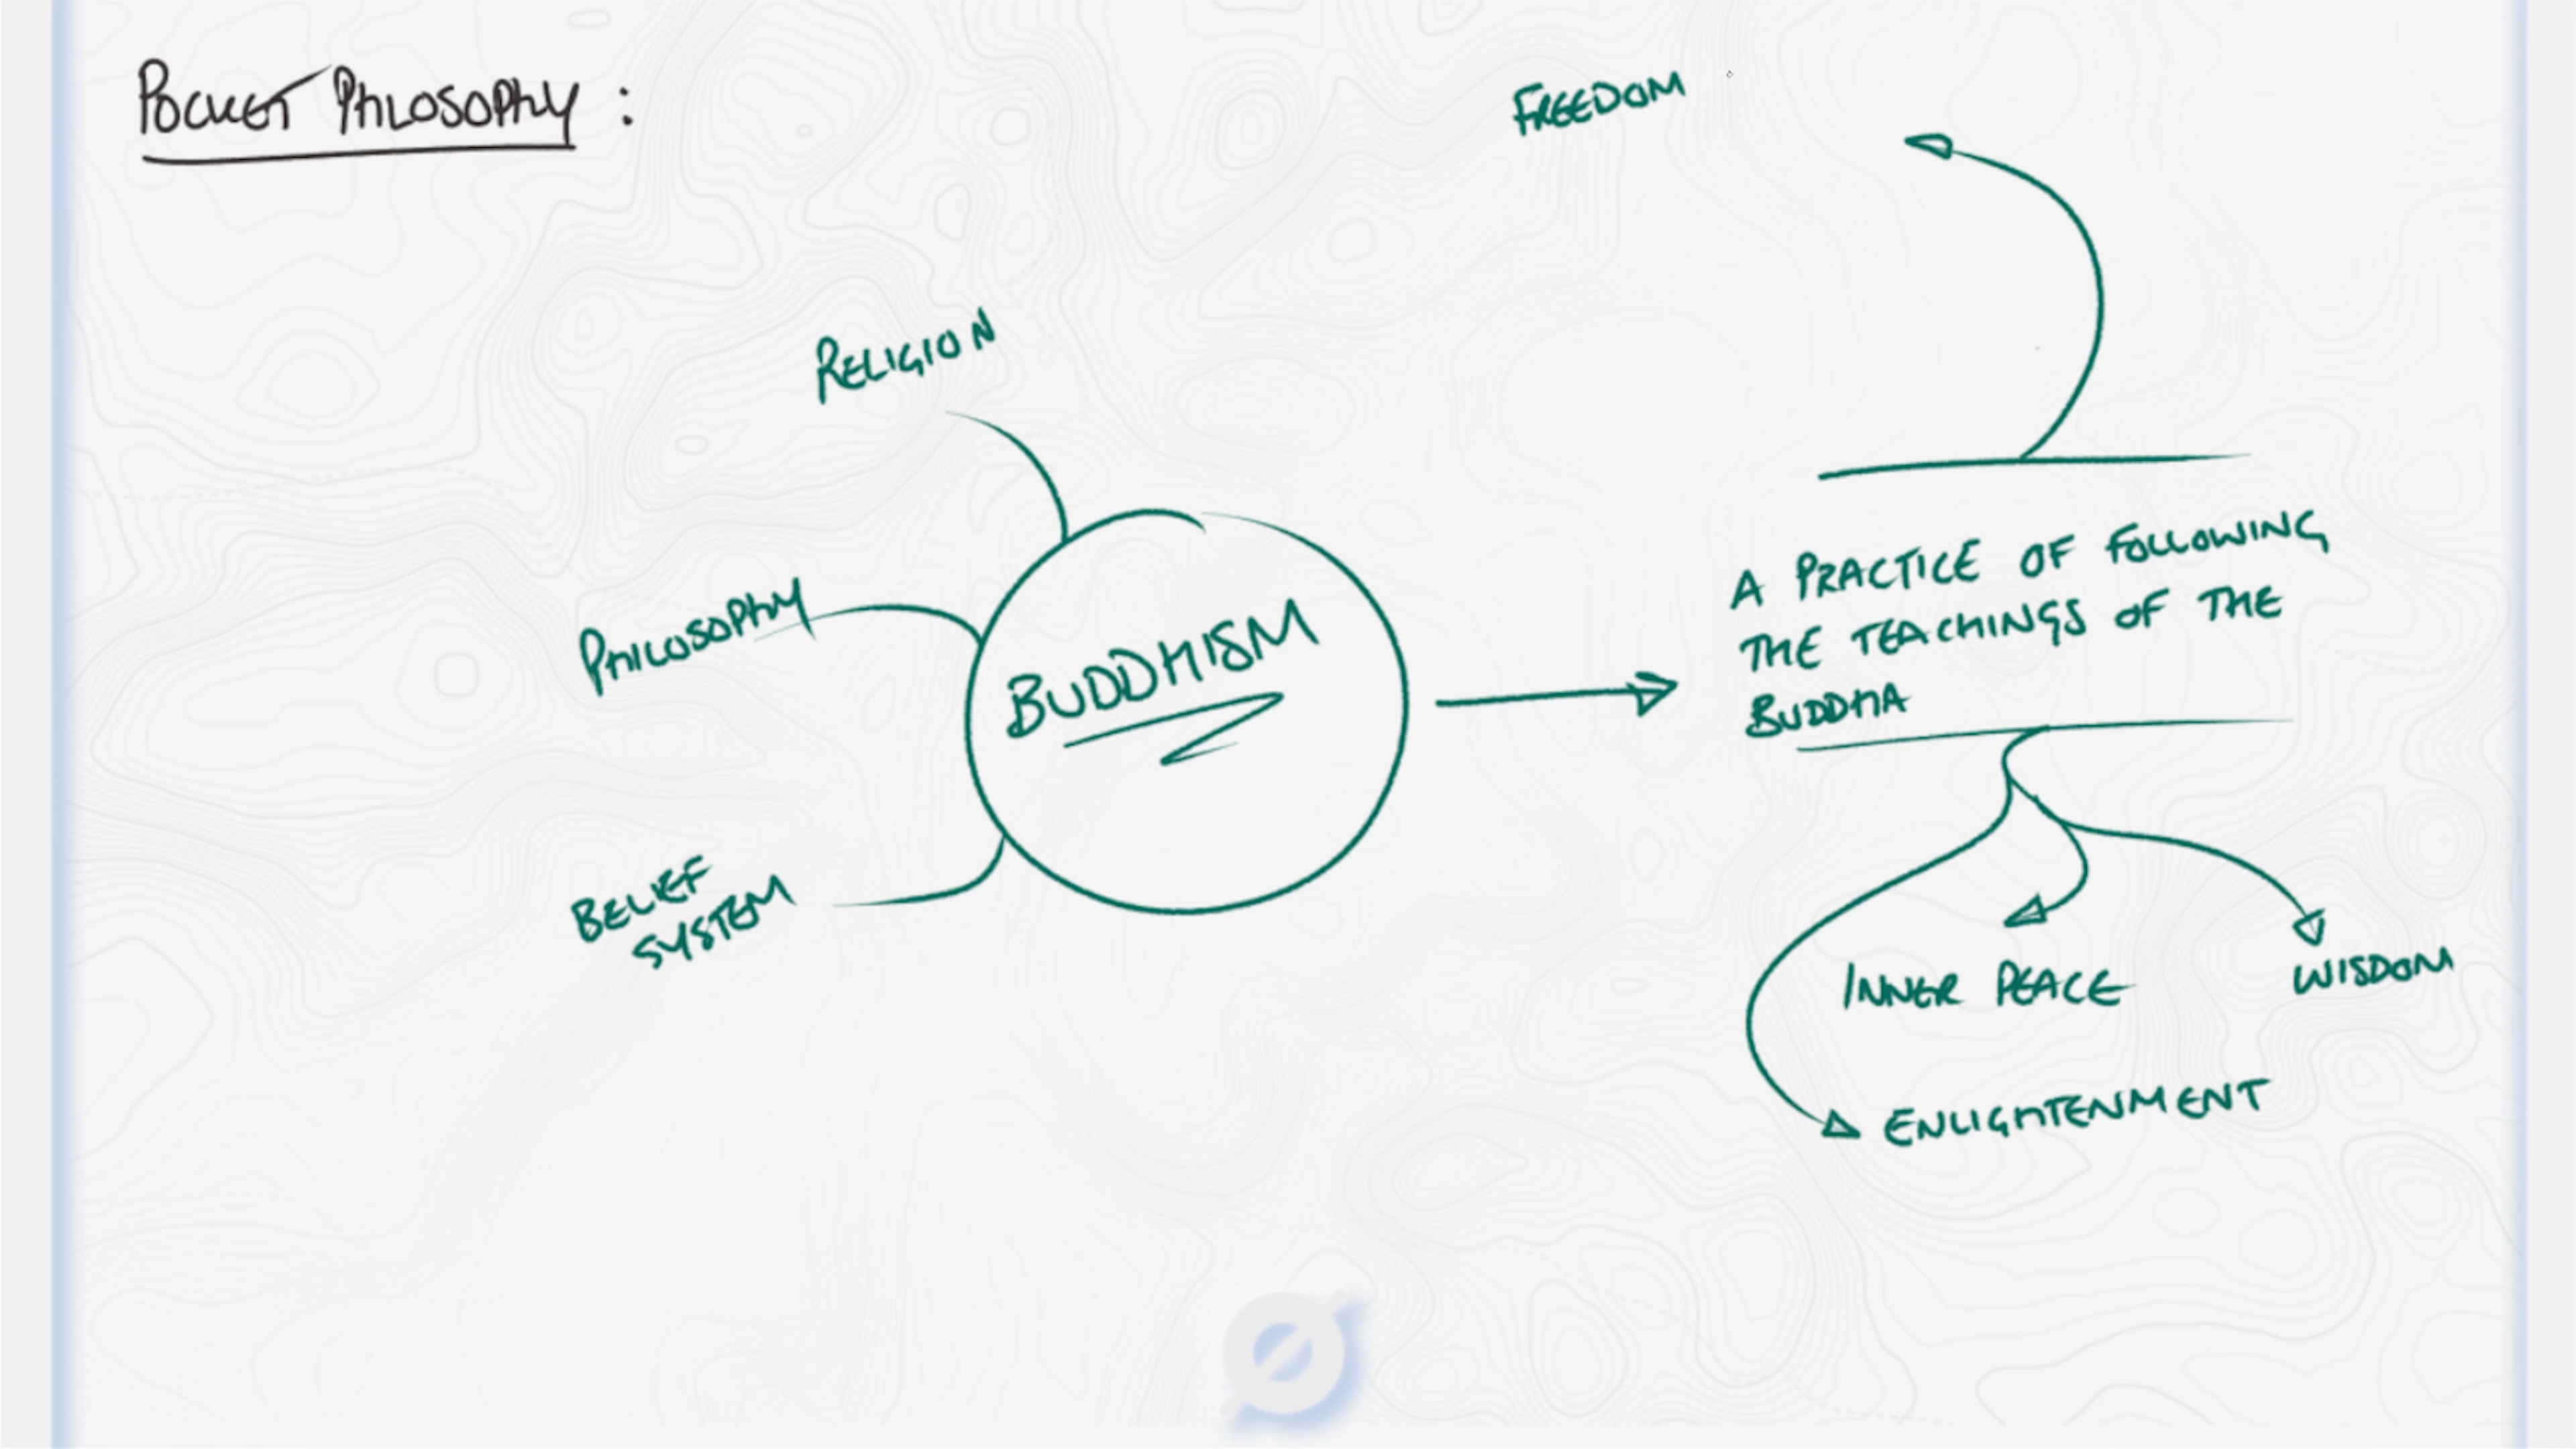 POCKET PHILOSOPHY :
FREEDOM
RELIGION
PHILOSOPHY
BELIEF
SYSTEM
BUDDHISM
A PRACTICE OF FOLLOWING
THE TEACHINGS OF THE
BUDDHA
INNER PEACE
WISDOM
ENLIGHTENMENT